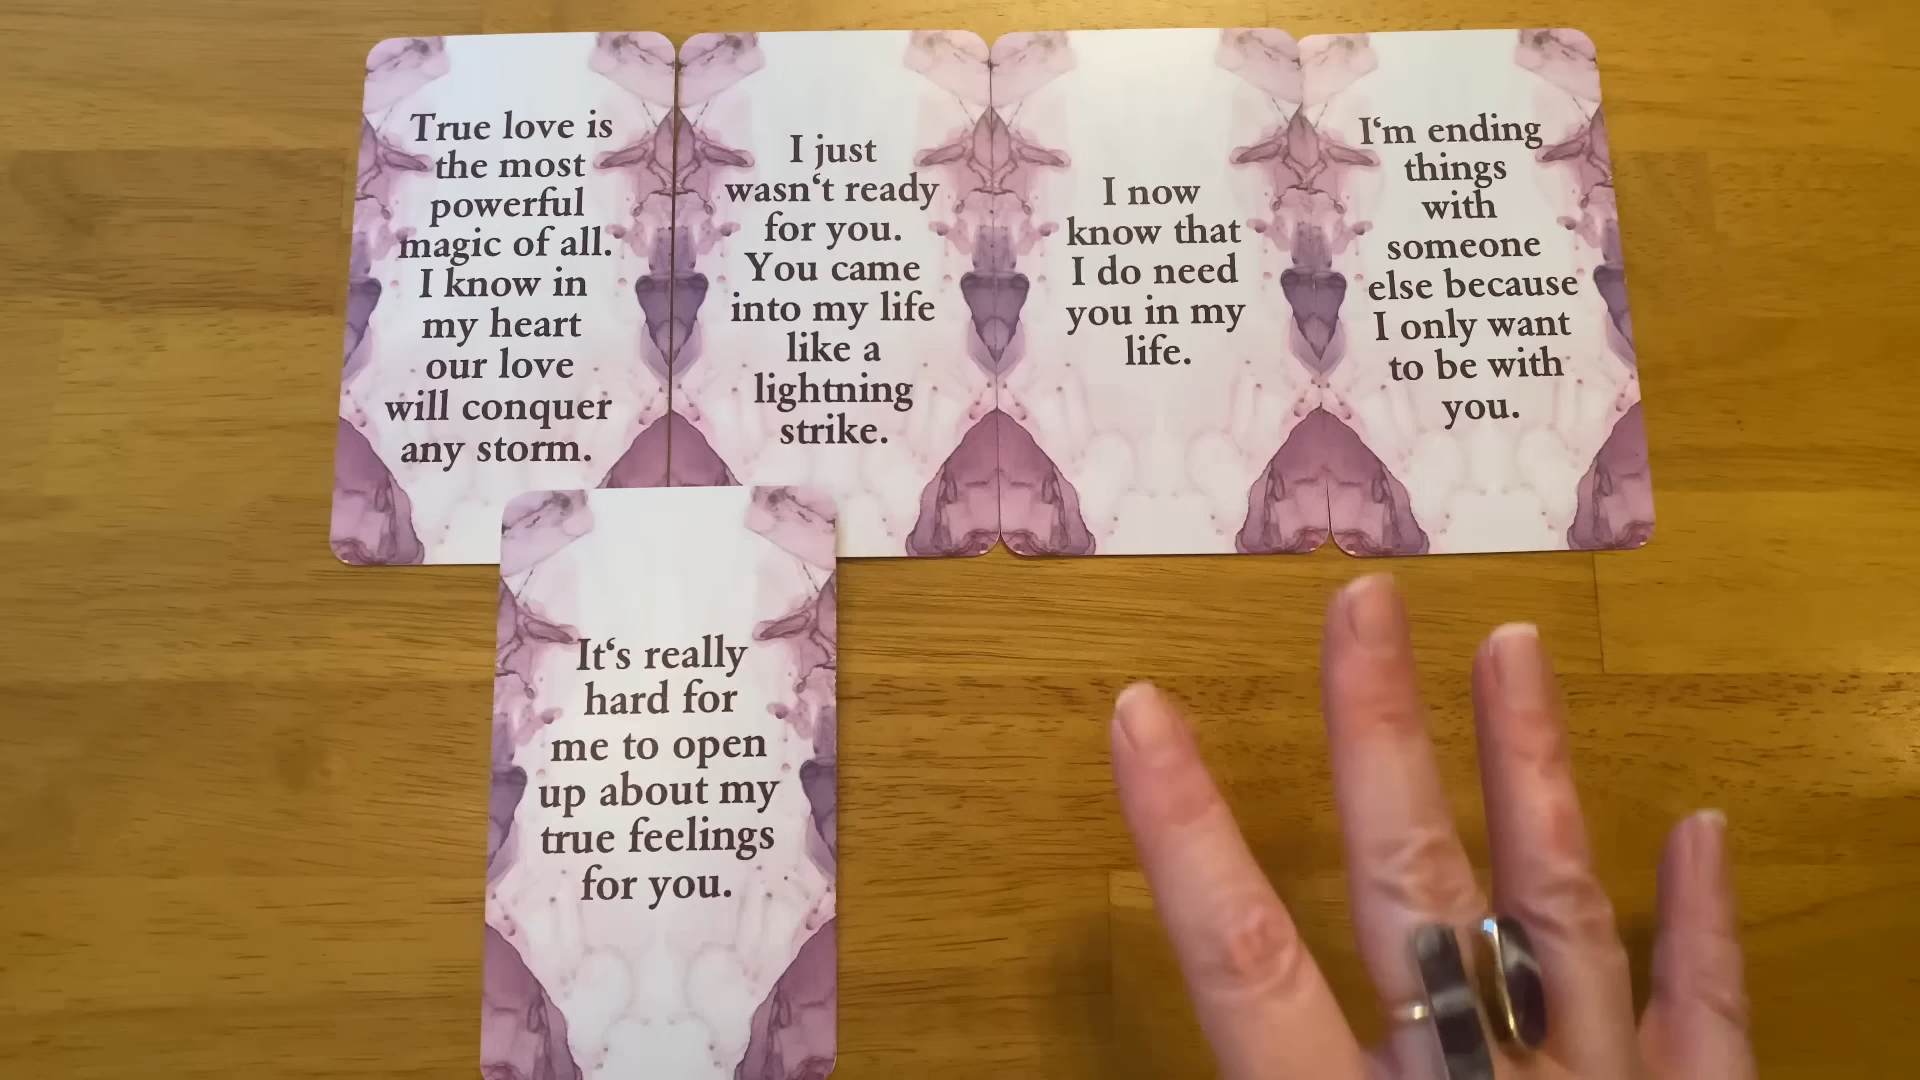 True love is
the most
powerful
magic of all.
I know in
my heart
our love
will conquer
any storm.
I just
wasn‘t ready
for you.
You came
into my life
like a
lightning
strike.
I now
know that
I do need
you in my
life.
I‘m ending
things
with
someone
else because
I only want
to be with
you.
It‘s really
hard for
me to open
up about my
true feelings
for you.